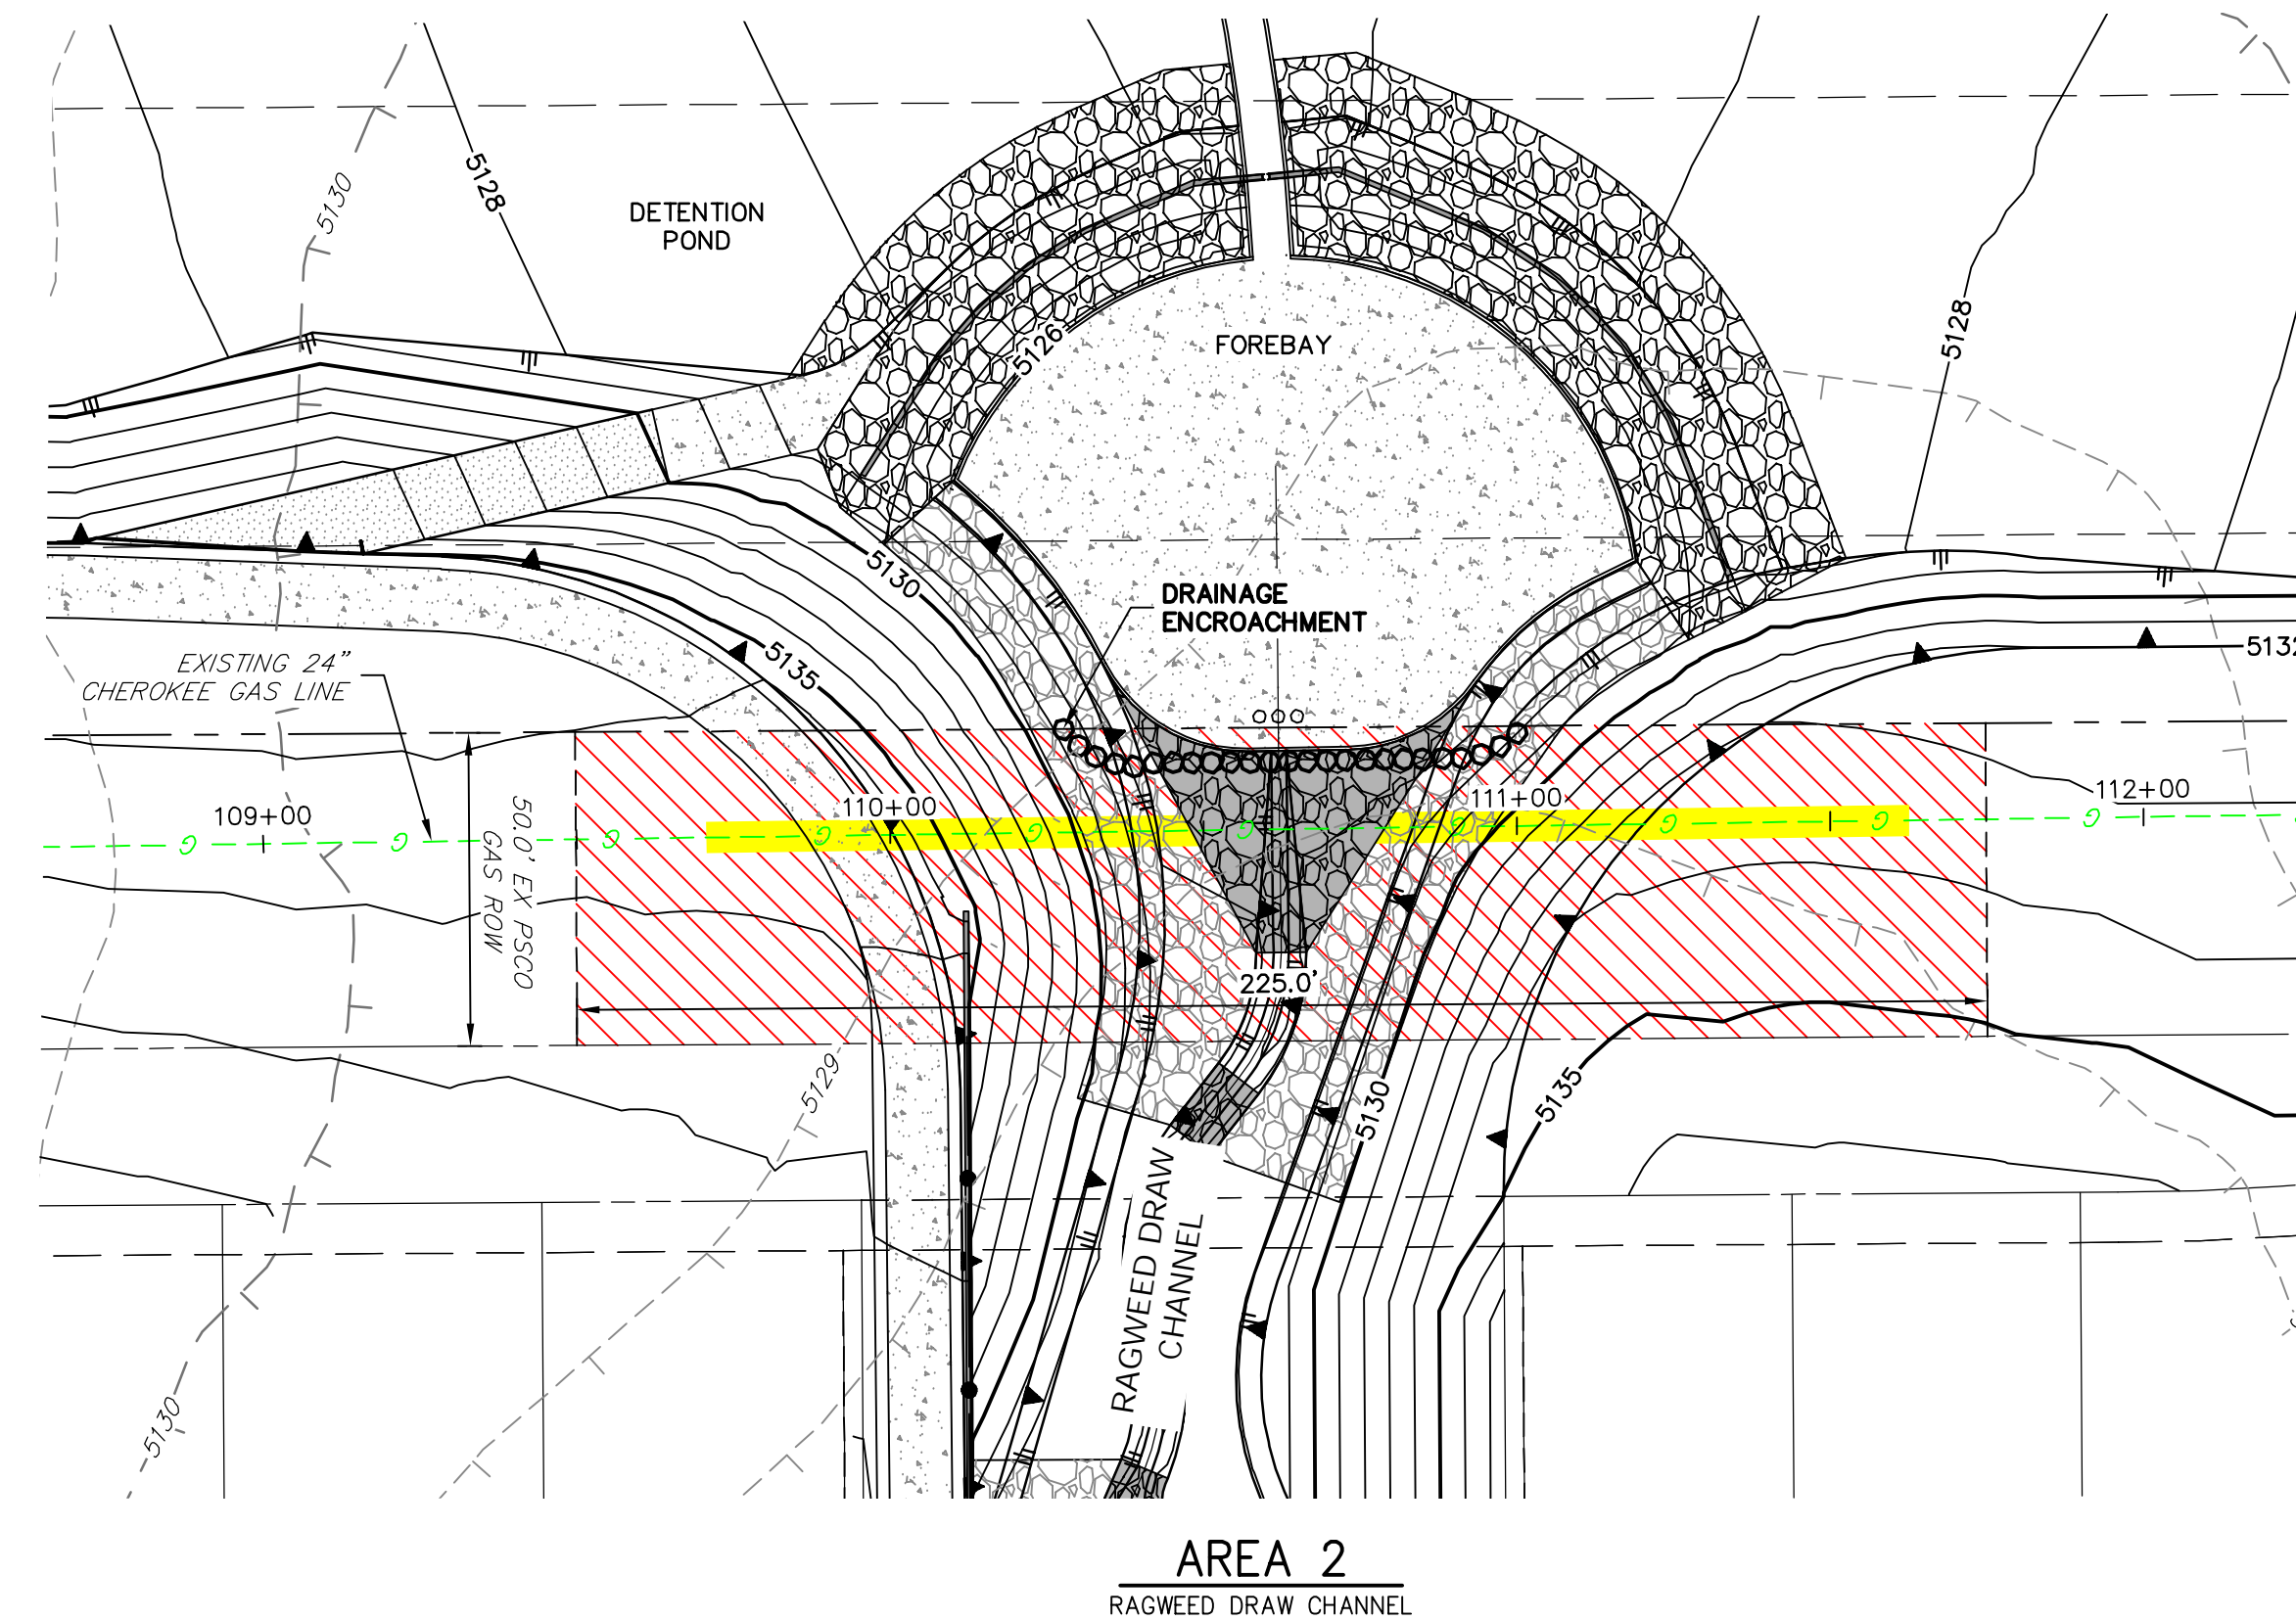 5130
5128
DETENTION
POND
5126
FOREBAY
5128
5130
DRAINAGE
ENCROACHMENT
EXISTING 24"
CHEROKEE GAS LINE
5135
5132
109+00
110+00
111+00
112+00
50.0' EX PSCO
GAS ROW
G G G G G G G G G G
225.0'
5129
5130
5135
RAGWEED DRAW
CHANNEL
5130
AREA 2
RAGWEED DRAW CHANNEL